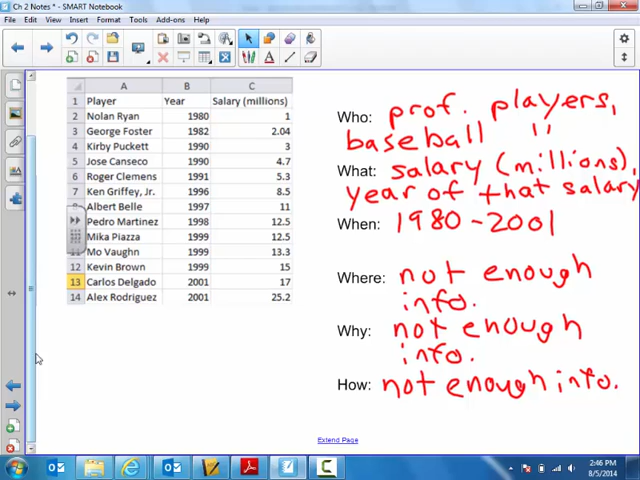 Ch 2 Notes * - SMART Notebook
File Edit View Insert Format Tools Add-ons Help
A B C
1 Player Year Salary (millions)
2 Nolan Ryan 1980 1
3 George Foster 1982 2.04
4 Kirby Puckett 1990 3
5 Jose Canseco 1990 4.7
6 Roger Clemens 1991 5.3
7 Ken Griffey, Jr. 1996 8.5
Albert Belle 1997 11
Pedro Martinez 1998 12.5
Mika Piazza 1999 12.5
Mo Vaughn 1999 13.3
12 Kevin Brown 1999 15
13 Carlos Delgado 2001 17
14 Alex Rodriguez 2001 25.2
Who: prof. players,
baseball "
What: salary (millions),
year of that salary
When: 1980-2001
Where: not enough
info.
Why: not enough
info.
How: not enough info.
Extend Page
2:46 PM
8/5/2014